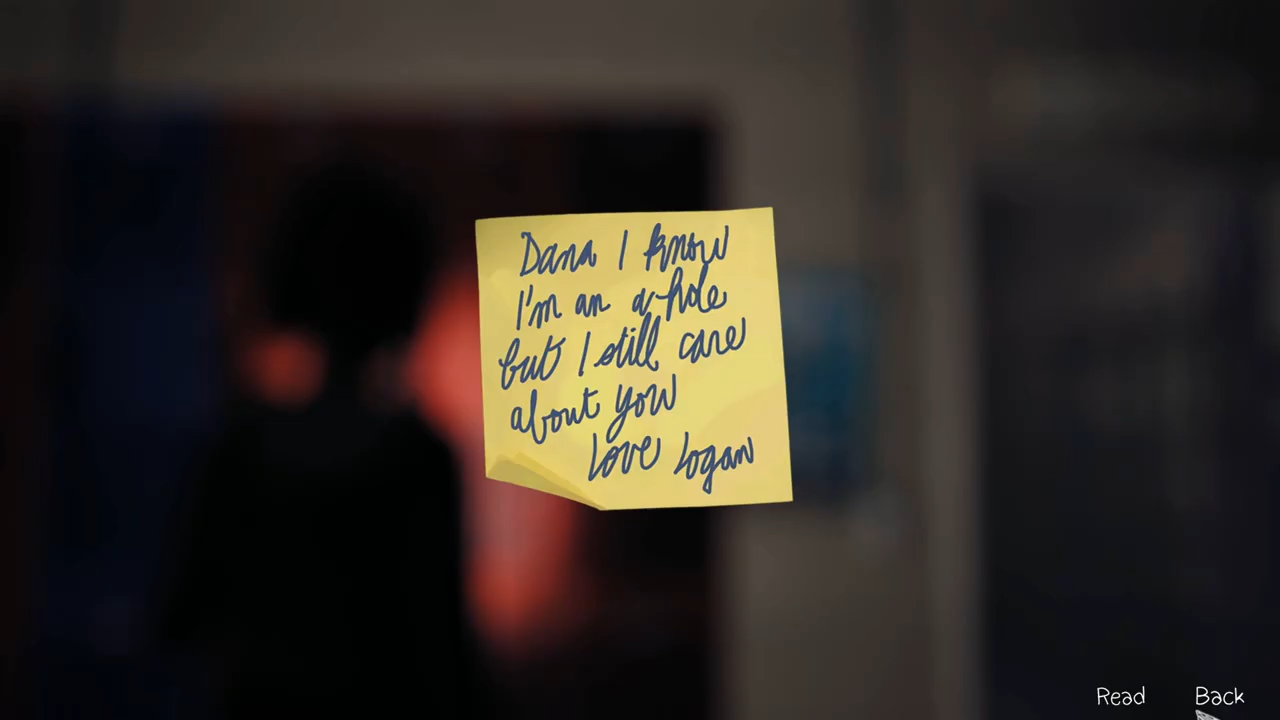 Dana I know
I'm an a-hole
but I still care
about you
Love Logan
Read Back